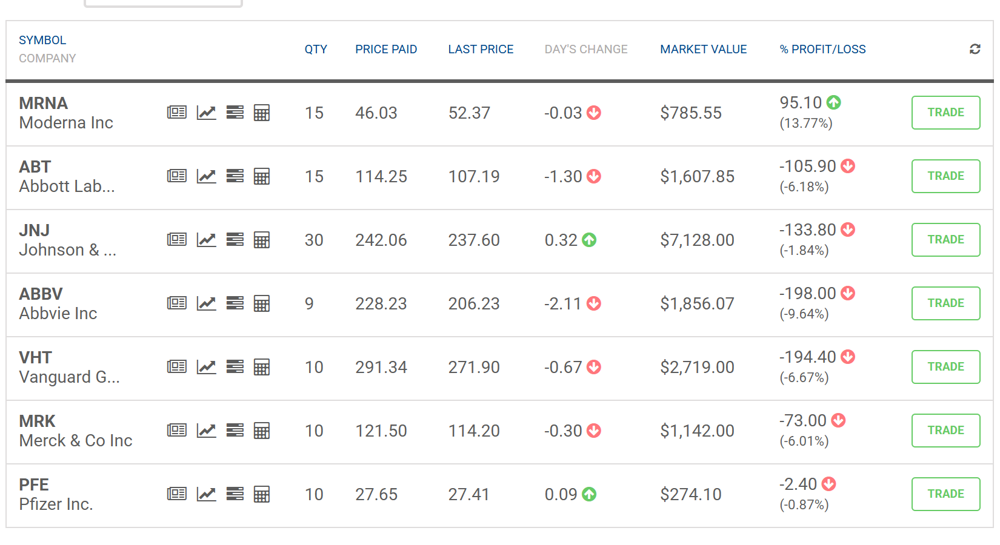 SYMBOL
COMPANY
QTY PRICE PAID LAST PRICE DAY'S CHANGE MARKET VALUE % PROFIT/LOSS
MRNA
Moderna Inc
15 46.03 52.37 -0.03 $785.55
95.10
(13.77%)
TRADE
ABT
Abbott Lab...
15 114.25 107.19 -1.30 $1,607.85
-105.90
(-6.18%)
TRADE
JNJ
Johnson & ...
30 242.06 237.60 0.32 $7,128.00
-133.80
(-1.84%)
TRADE
ABBV
Abbvie Inc
9 228.23 206.23 -2.11 $1,856.07
-198.00
(-9.64%)
TRADE
VHT
Vanguard G...
10 291.34 271.90 -0.67 $2,719.00
-194.40
(-6.67%)
TRADE
MRK
Merck & Co Inc
10 121.50 114.20 -0.30 $1,142.00
-73.00
(-6.01%)
TRADE
PFE
Pfizer Inc.
10 27.65 27.41 0.09 $274.10
-2.40
(-0.87%)
TRADE